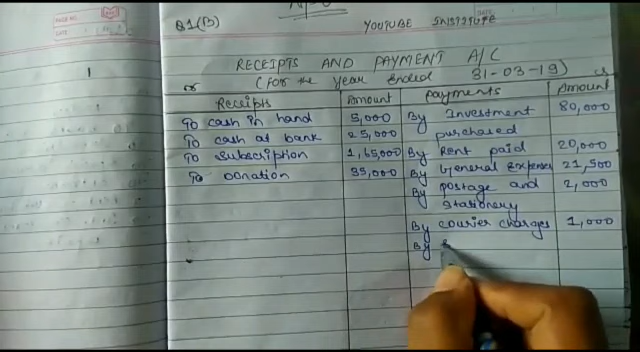 Q1(B)
YOUTUBE INSTITUTE
RECEIPTS AND PAYMENT A/C
(For the year ended 31-03-19)
Receipts Amount Payments Amount
To cash in hand 5,000 By Investment 80,000
To cash at bank 25,000 purchased
To subscription 1,65,000 By Rent paid 20,000
To Donation 35,000 By General Expenses 21,500
By postage and 2,000
stationery
By courier charges 1,000
By